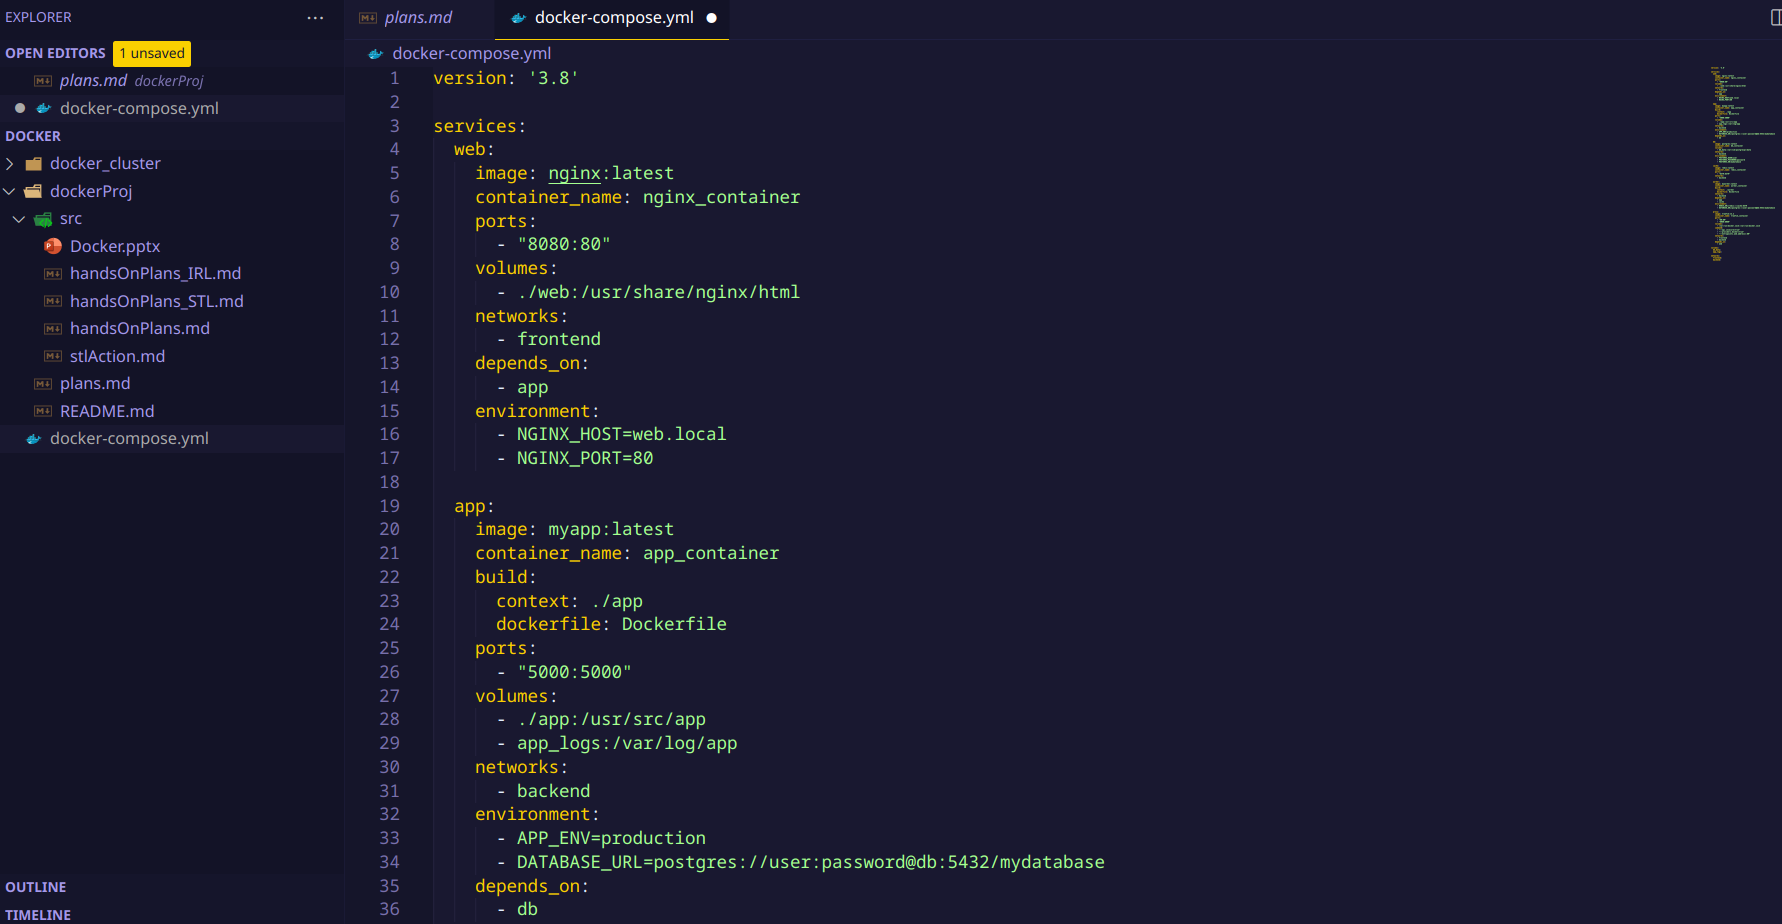 EXPLORER
OPEN EDITORS 1 unsaved
plans.md dockerProj
docker-compose.yml
DOCKER
docker_cluster
dockerProj
src
Docker.pptx
handsOnPlans_IRL.md
handsOnPlans_STL.md
handsOnPlans.md
stlAction.md
plans.md
README.md
docker-compose.yml
OUTLINE
TIMELINE
plans.md docker-compose.yml
docker-compose.yml
1 version: '3.8'
2
3 services:
4   web:
5     image: nginx:latest
6     container_name: nginx_container
7     ports:
8       - "8080:80"
9     volumes:
10       - ./web:/usr/share/nginx/html
11     networks:
12       - frontend
13     depends_on:
14       - app
15     environment:
16       - NGINX_HOST=web.local
17       - NGINX_PORT=80
18
19   app:
20     image: myapp:latest
21     container_name: app_container
22     build:
23       context: ./app
24       dockerfile: Dockerfile
25     ports:
26       - "5000:5000"
27     volumes:
28       - ./app:/usr/src/app
29       - app_logs:/var/log/app
30     networks:
31       - backend
32     environment:
33       - APP_ENV=production
34       - DATABASE_URL=postgres://user:password@db:5432/mydatabase
35     depends_on:
36       - db